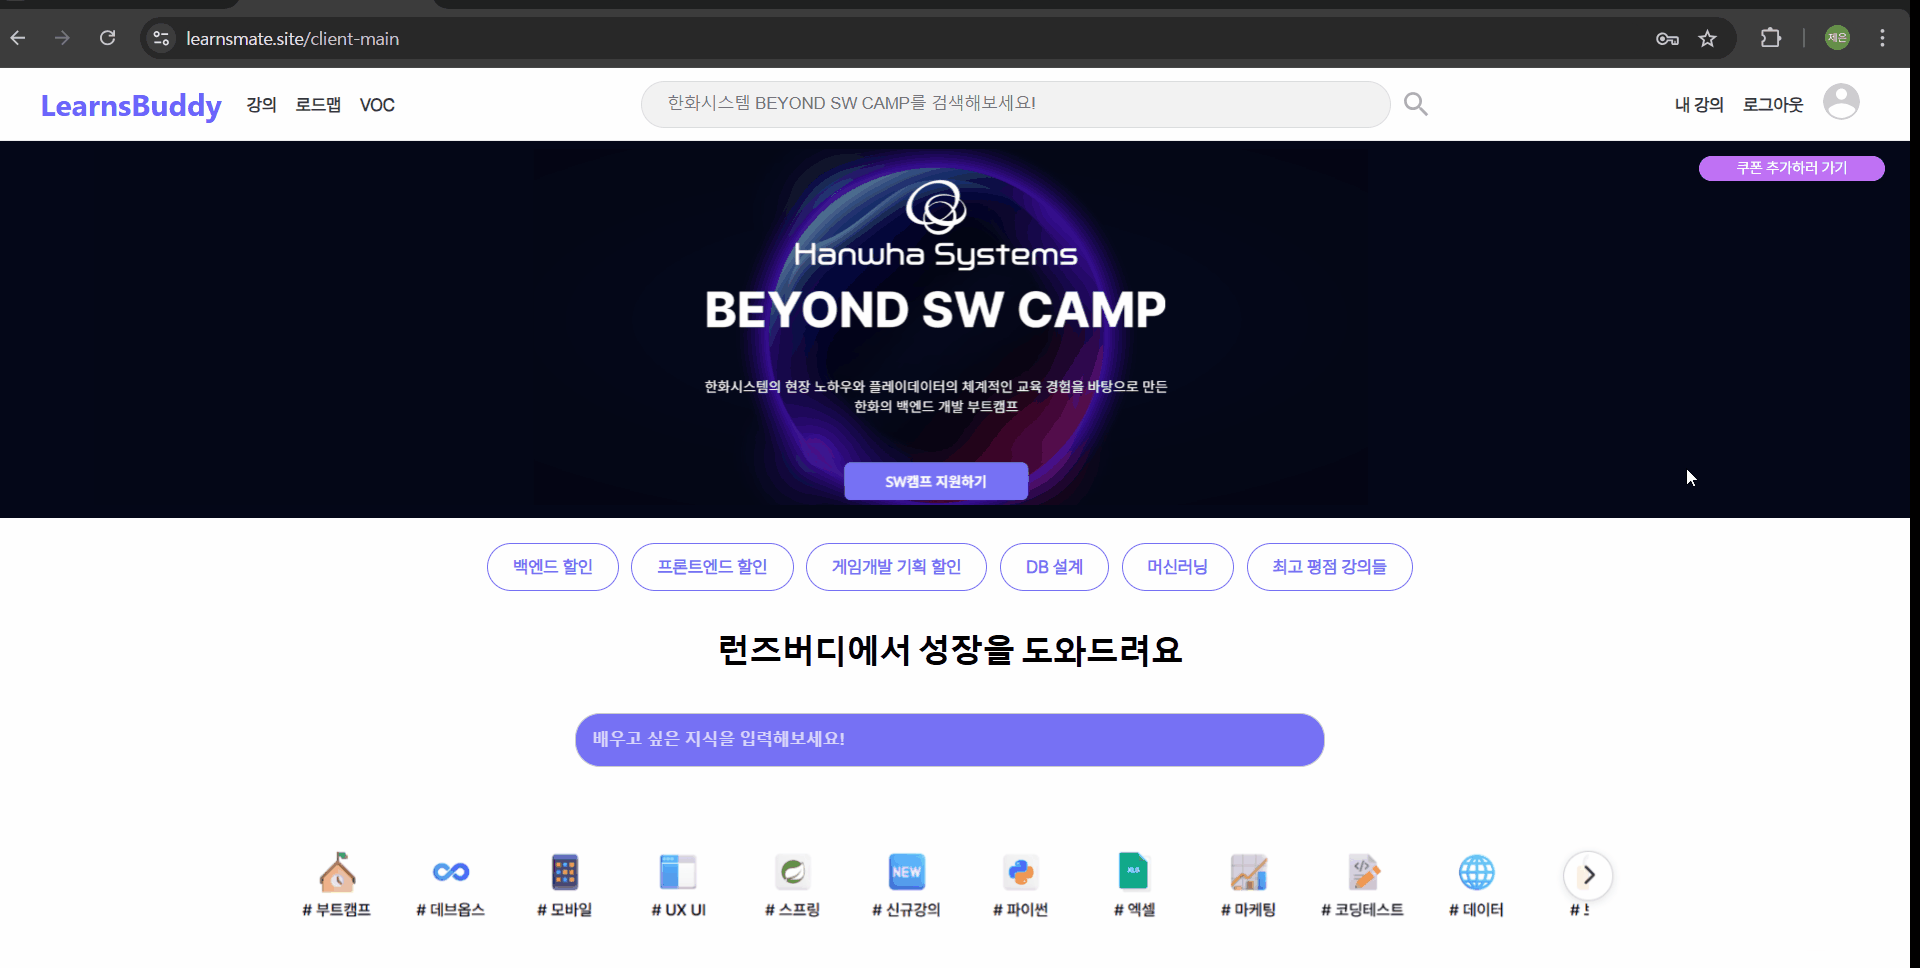 learnsmate.site/client-main
제은
LearnsBuddy 강의 로드맵 VOC
한화시스템 BEYOND SW CAMP를 검색해보세요!
내 강의 로그아웃
쿠폰 추가하러 가기
Hanwha Systems
BEYOND SW CAMP
한화시스템의 현장 노하우와 플레이데이터의 체계적인 교육 경험을 바탕으로 만든
한화의 백엔드 개발 부트캠프
SW캠프 지원하기
백엔드 할인 프론트엔드 할인 게임개발 기획 할인 DB 설계 머신러닝 최고 평점 강의들
런즈버디에서 성장을 도와드려요
배우고 싶은 지식을 입력해보세요!
NEW
XLS
# 부트캠프 # 데브옵스 # 모바일 # UX UI # 스프링 # 신규강의 # 파이썬 # 엑셀 # 마케팅 # 코딩테스트 # 데이터 #